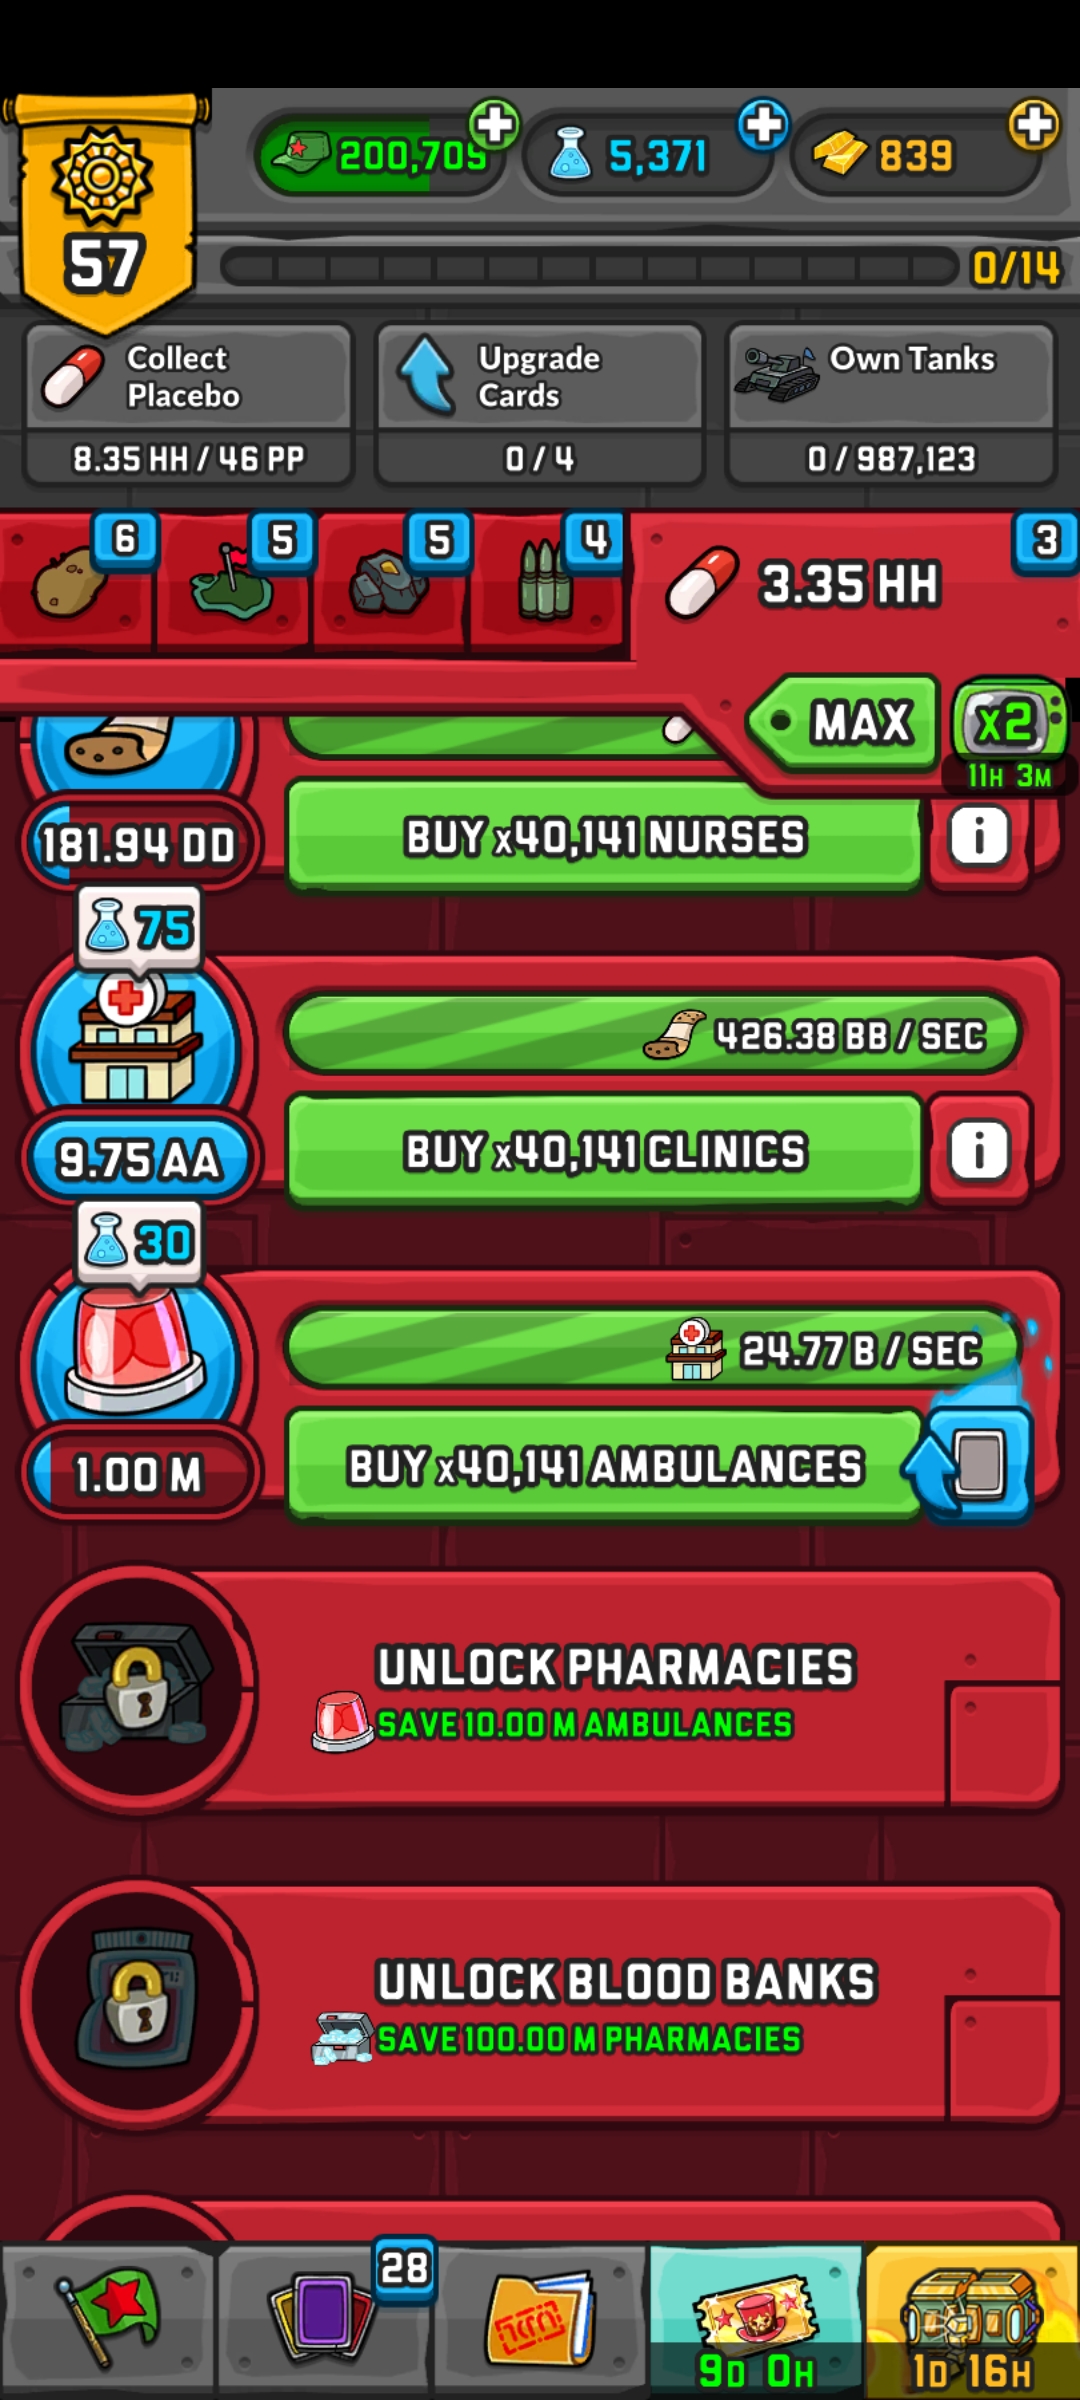 200,709
5,371
839
57
0/14
Collect Placebo
8.35 HH / 46 PP
Upgrade Cards
0 / 4
Own Tanks
0 / 987,123
6
5
5
4
3
3.35 HH
MAX
x2
11H 3M
181.94 DD
BUY x40,141 NURSES
i
75
426.38 BB / SEC
9.75 AA
BUY x40,141 CLINICS
i
30
24.77 B / SEC
1.00 M
BUY x40,141 AMBULANCES
UNLOCK PHARMACIES
SAVE 10.00 M AMBULANCES
UNLOCK BLOOD BANKS
SAVE 100.00 M PHARMACIES
28
9D 0H
1D 16H